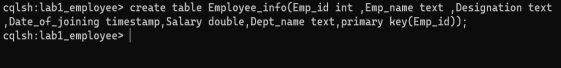 cqlsh:lab1_employee> create table Employee_info(Emp_id int ,Emp_name text ,Designation text
,Date_of_joining timestamp,Salary double,Dept_name text,primary key(Emp_id));
cqlsh:lab1_employee>